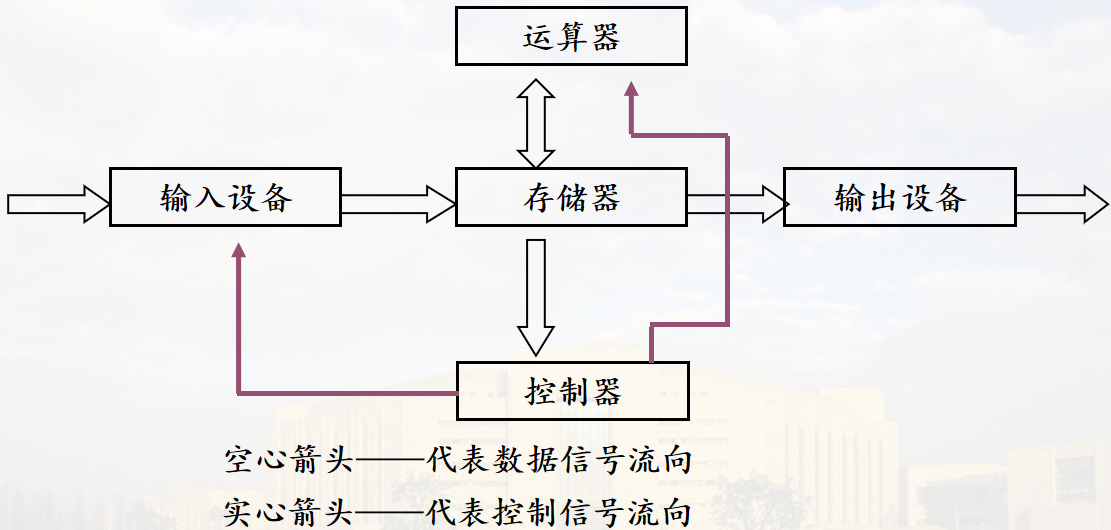 运算器
输入设备
存储器
输出设备
控制器
空心箭头——代表数据信号流向
实心箭头——代表控制信号流向